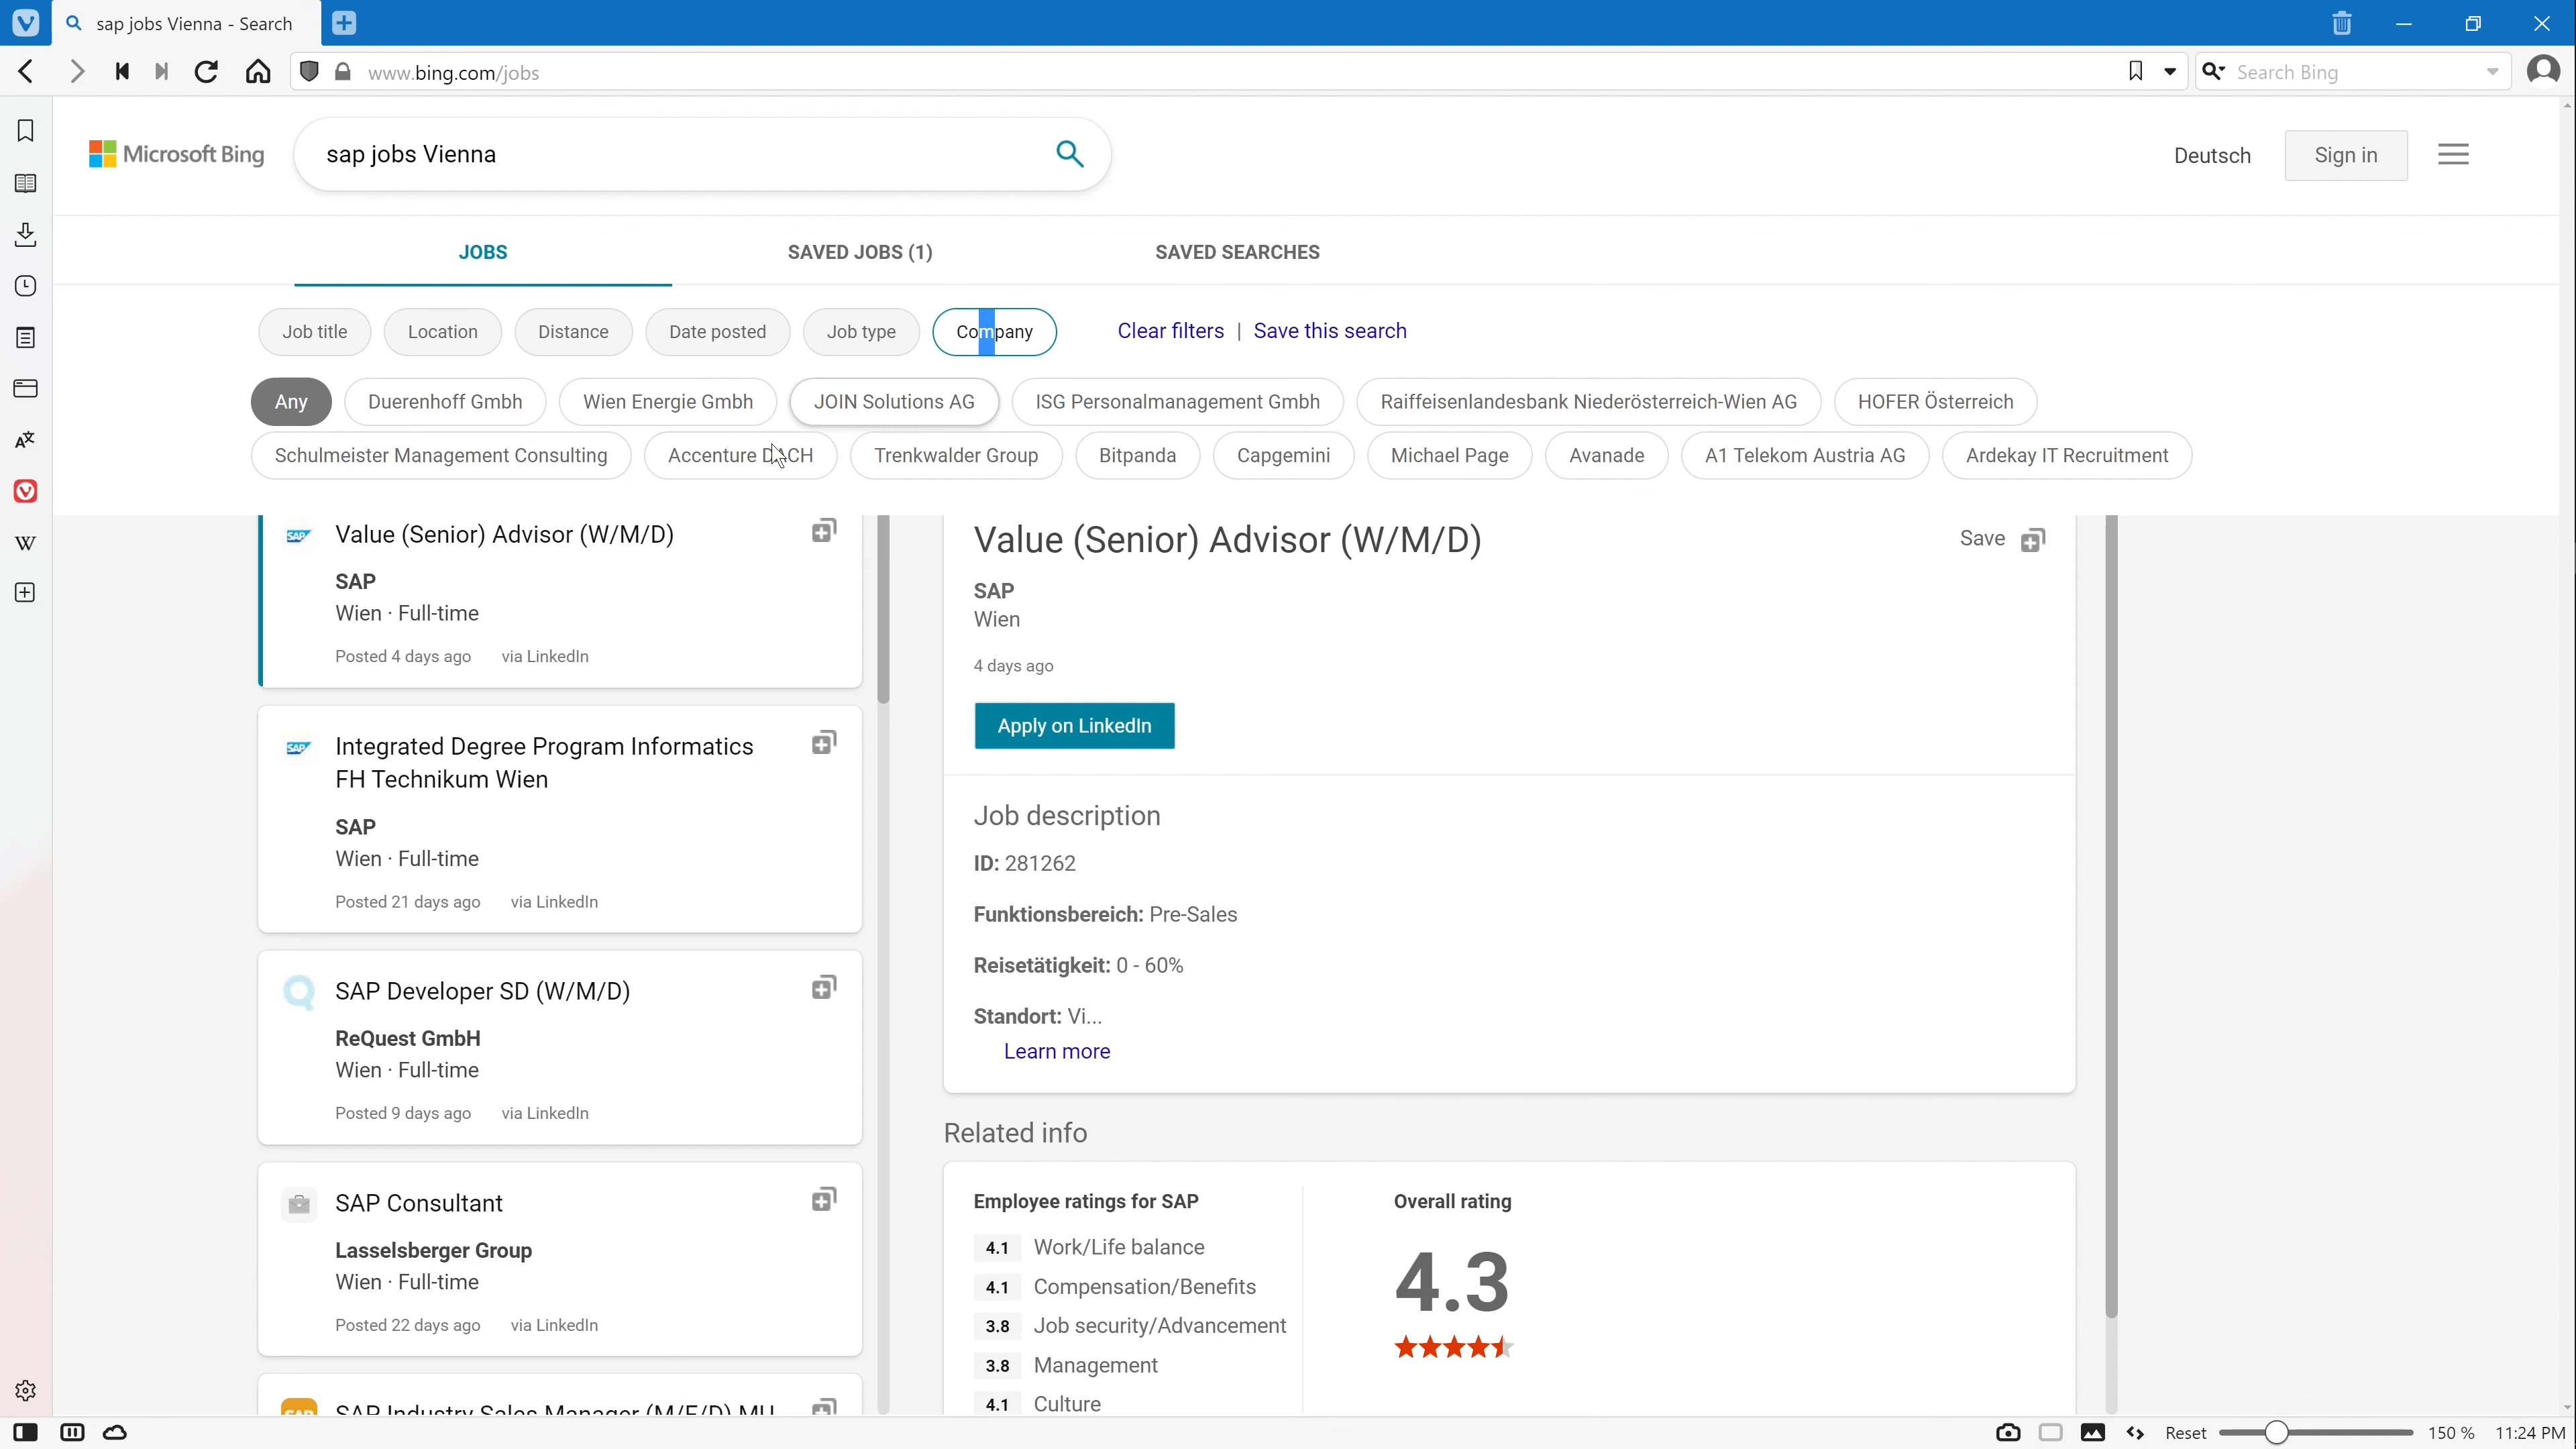 sap jobs Vienna - Search
www.bing.com/jobs
Search Bing
Microsoft Bing
sap jobs Vienna
Deutsch
Sign in
JOBS
SAVED JOBS (1)
SAVED SEARCHES
Job title
Location
Distance
Date posted
Job type
Company
Clear filters | Save this search
Any
Duerenhoff Gmbh
Wien Energie Gmbh
JOIN Solutions AG
ISG Personalmanagement Gmbh
Raiffeisenlandesbank Niederösterreich-Wien AG
HOFER Österreich
Schulmeister Management Consulting
Accenture DACH
Trenkwalder Group
Bitpanda
Capgemini
Michael Page
Avanade
A1 Telekom Austria AG
Ardekay IT Recruitment
SAP
Value (Senior) Advisor (W/M/D)
SAP
Wien · Full-time
Posted 4 days ago via LinkedIn
SAP
Integrated Degree Program Informatics
FH Technikum Wien
SAP
Wien · Full-time
Posted 21 days ago via LinkedIn
SAP Developer SD (W/M/D)
ReQuest GmbH
Wien · Full-time
Posted 9 days ago via LinkedIn
SAP Consultant
Lasselsberger Group
Wien · Full-time
Posted 22 days ago via LinkedIn
SAP
SAP Industry Sales Manager (M/F/D) MU
Value (Senior) Advisor (W/M/D)
Save
SAP
Wien
4 days ago
Apply on LinkedIn
Job description
ID: 281262
Funktionsbereich: Pre-Sales
Reisetätigkeit: 0 - 60%
Standort: Vi...
Learn more
Related info
Employee ratings for SAP
4.1 Work/Life balance
4.1 Compensation/Benefits
3.8 Job security/Advancement
3.8 Management
4.1 Culture
Overall rating
4.3
Reset
150 %
11:24 PM